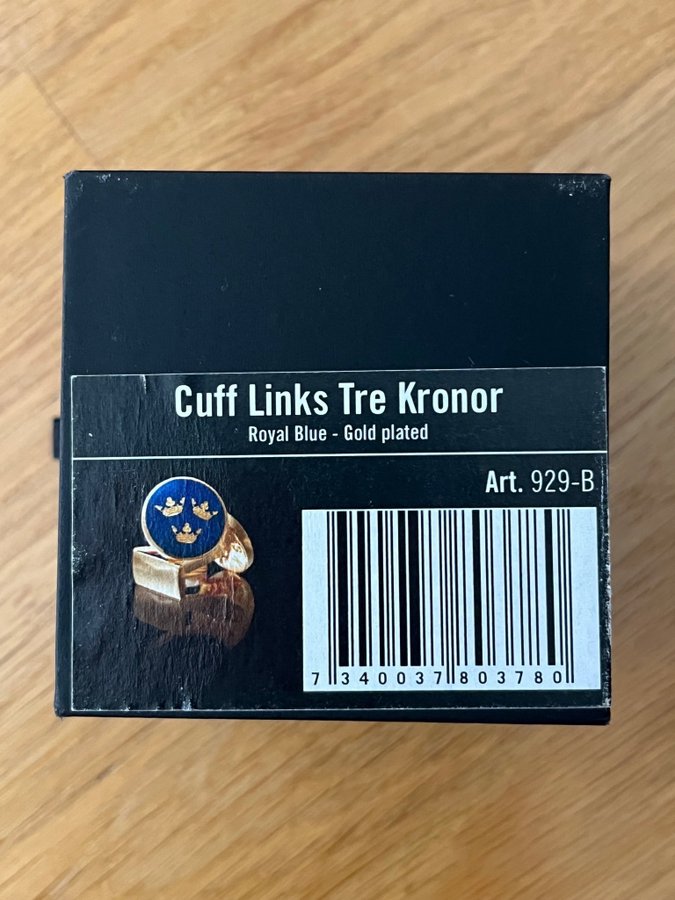 Cuff Links Tre Kronor
Royal Blue - Gold plated
Art. 929-B
7 340037 803780